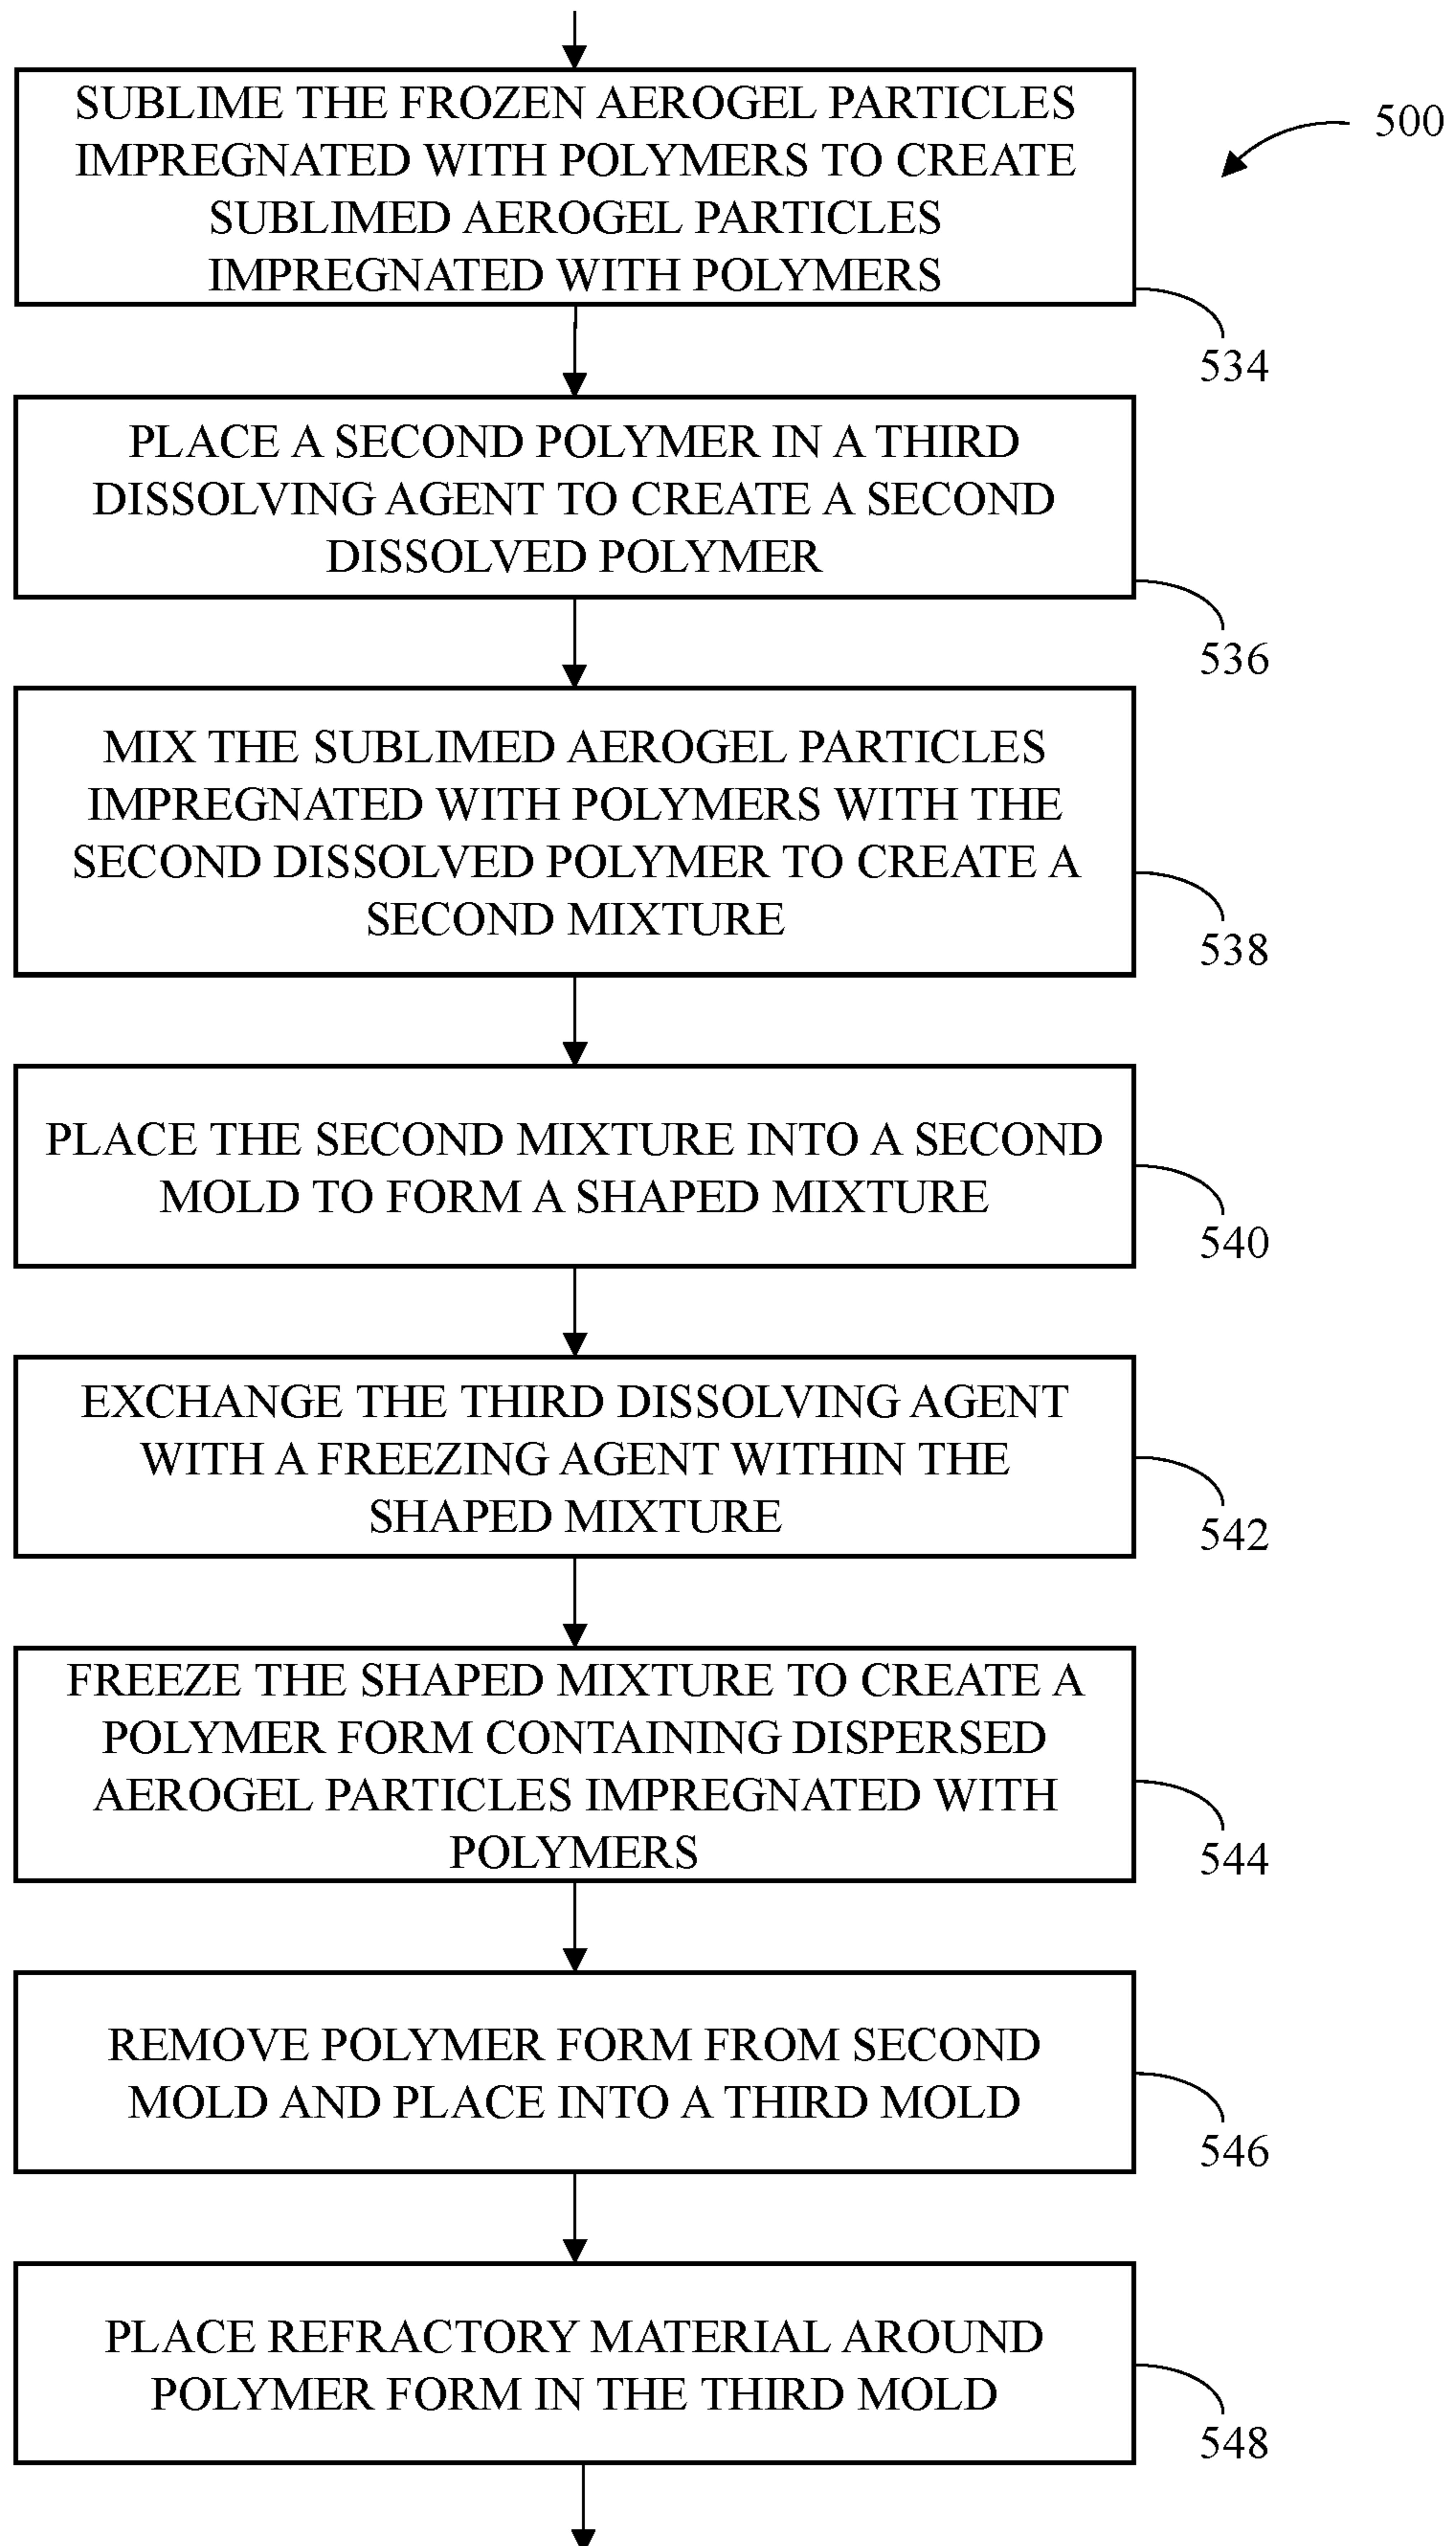 SUBLIME THE FROZEN AEROGEL PARTICLES
IMPREGNATED WITH POLYMERS TO CREATE
SUBLIMED AEROGEL PARTICLES
IMPREGNATED WITH POLYMERS
500
534
PLACE A SECOND POLYMER IN A THIRD
DISSOLVING AGENT TO CREATE A SECOND
DISSOLVED POLYMER
536
MIX THE SUBLIMED AEROGEL PARTICLES
IMPREGNATED WITH POLYMERS WITH THE
SECOND DISSOLVED POLYMER TO CREATE A
SECOND MIXTURE
538
PLACE THE SECOND MIXTURE INTO A SECOND
MOLD TO FORM A SHAPED MIXTURE
540
EXCHANGE THE THIRD DISSOLVING AGENT
WITH A FREEZING AGENT WITHIN THE
SHAPED MIXTURE
542
FREEZE THE SHAPED MIXTURE TO CREATE A
POLYMER FORM CONTAINING DISPERSED
AEROGEL PARTICLES IMPREGNATED WITH
POLYMERS
544
REMOVE POLYMER FORM FROM SECOND
MOLD AND PLACE INTO A THIRD MOLD
546
PLACE REFRACTORY MATERIAL AROUND
POLYMER FORM IN THE THIRD MOLD
548